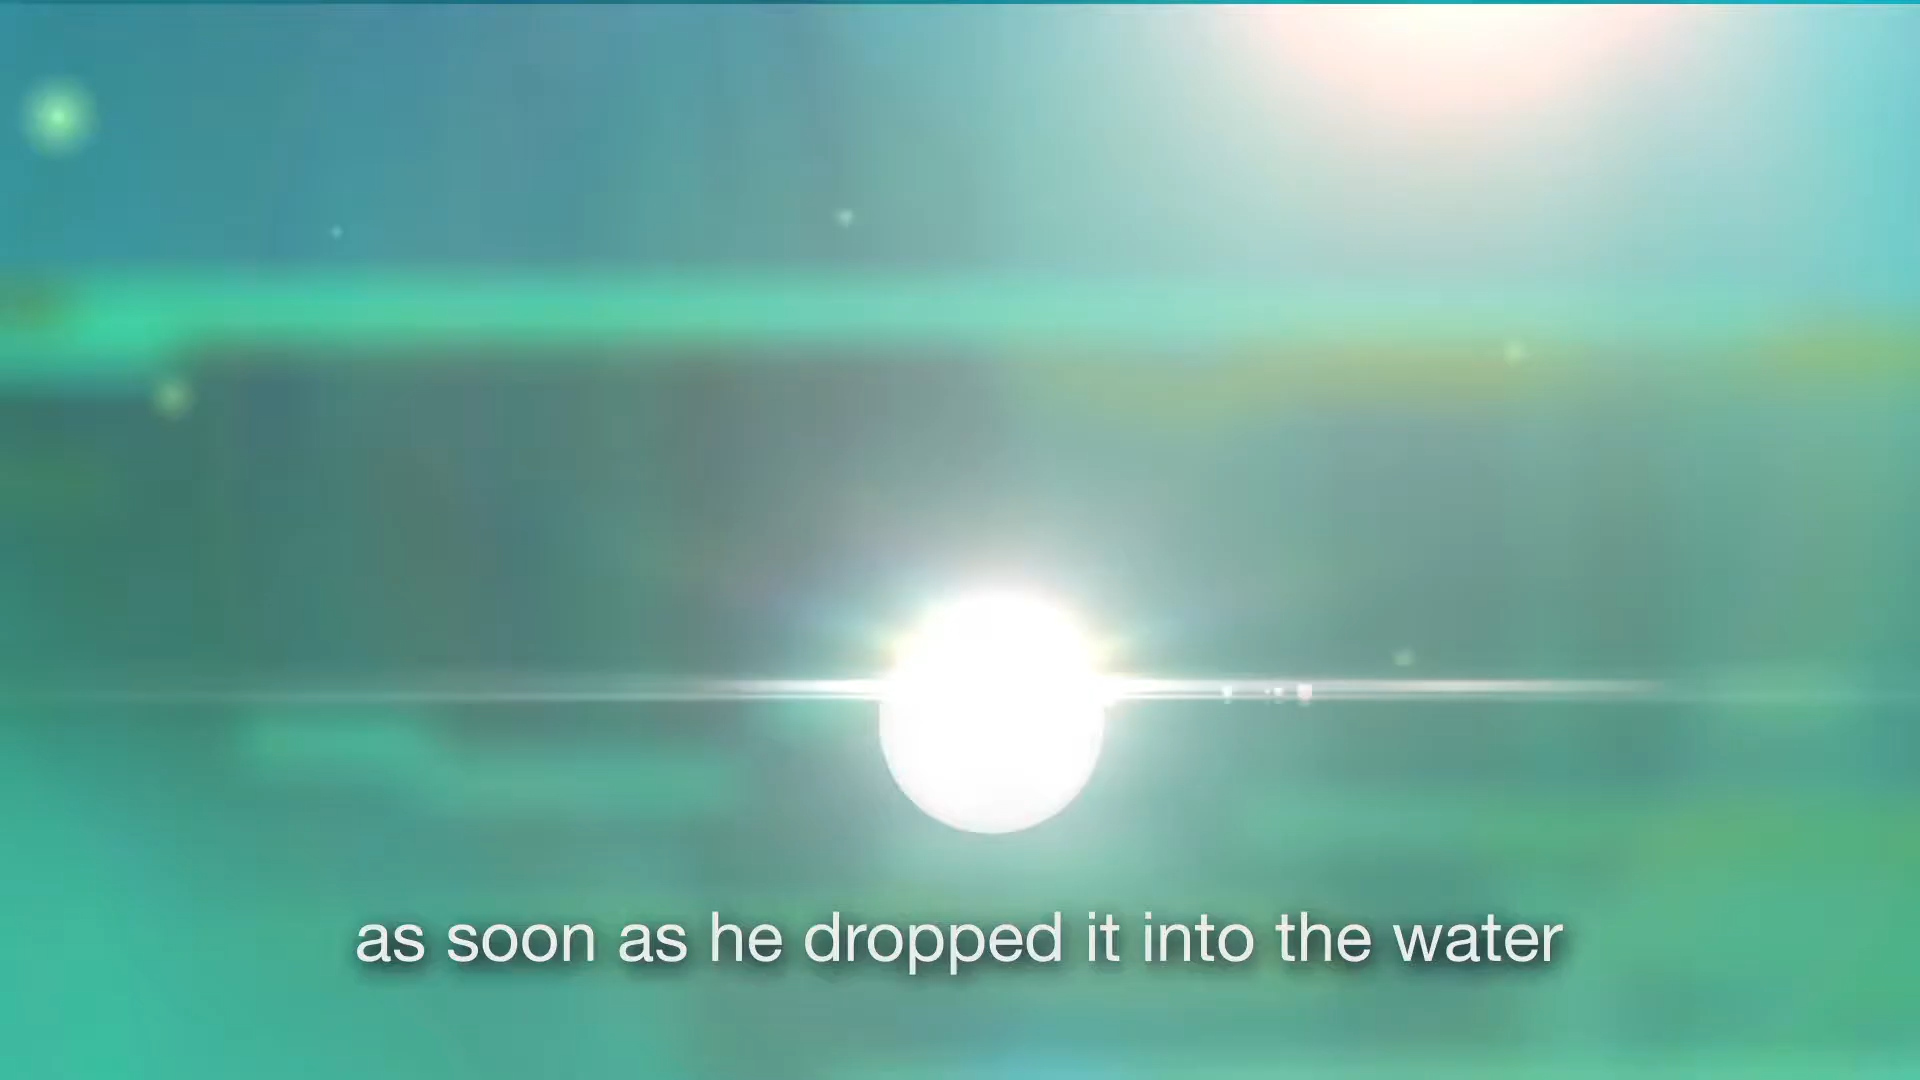 as soon as he dropped it into the water